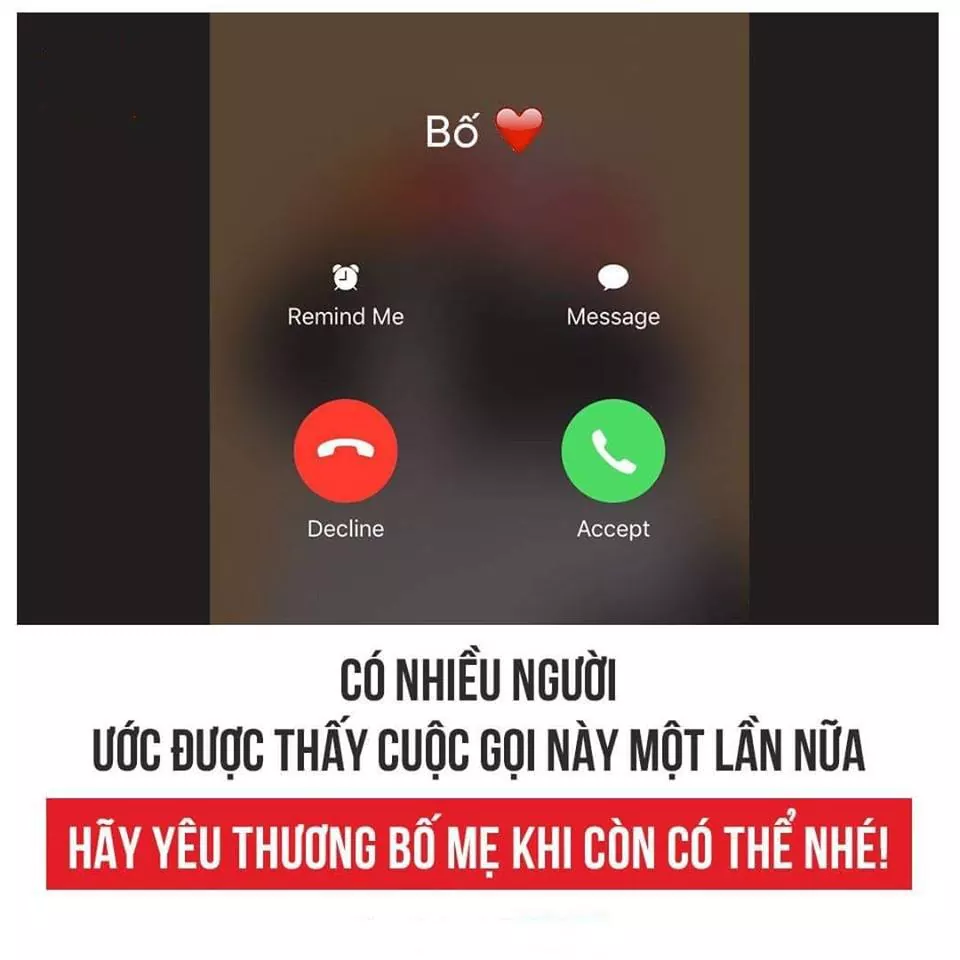 Bố ❤️
Remind Me
Message
Decline
Accept
CÓ NHIỀU NGƯỜI
ƯỚC ĐƯỢC THẤY CUỘC GỌI NÀY MỘT LẦN NỮA
HÃY YÊU THƯƠNG BỐ MẸ KHI CÒN CÓ THỂ NHÉ!